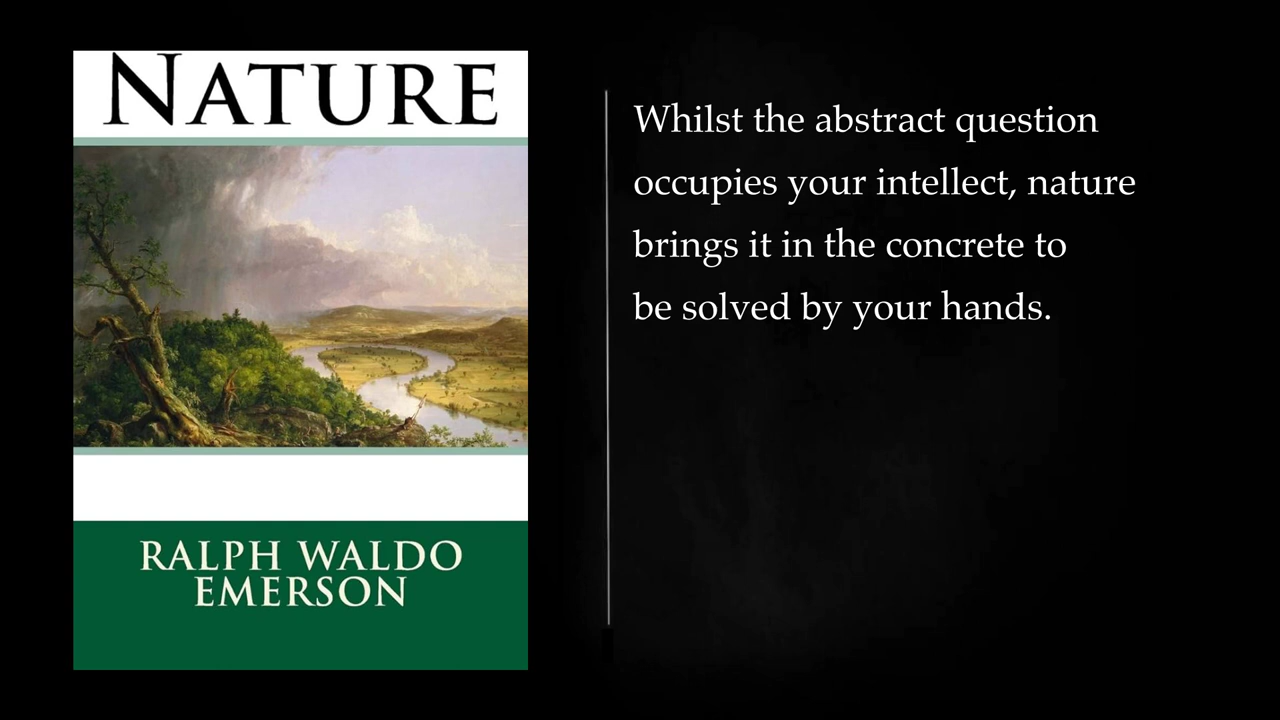 NATURE
RALPH WALDO
EMERSON
Whilst the abstract question
occupies your intellect, nature
brings it in the concrete to
be solved by your hands.